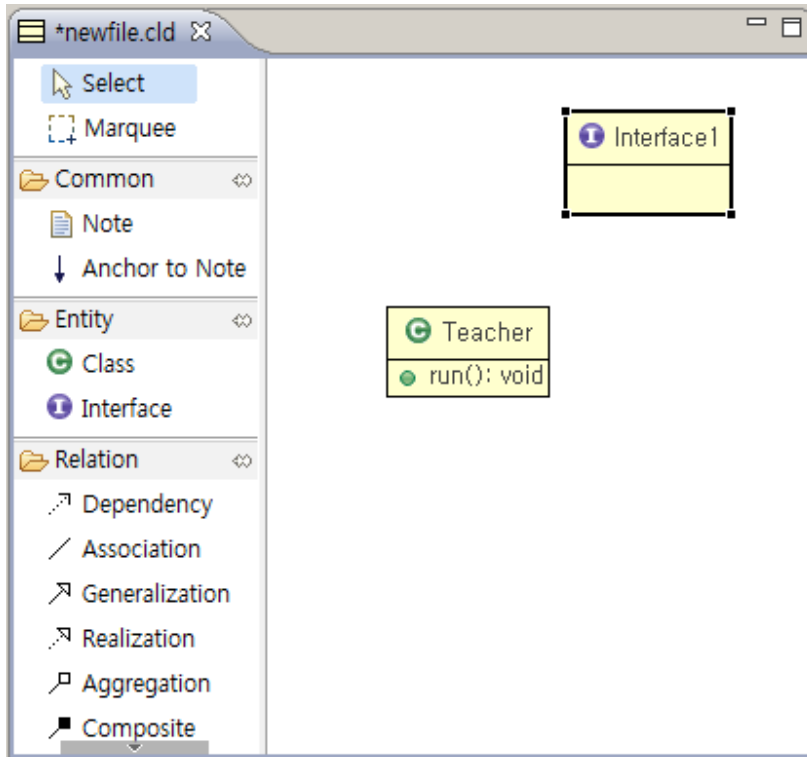 *newfile.cld
Select
Marquee
Common
Note
Anchor to Note
Entity
Class
Interface
Relation
Dependency
Association
Generalization
Realization
Aggregation
Composite
I Interface1
C Teacher
run(): void